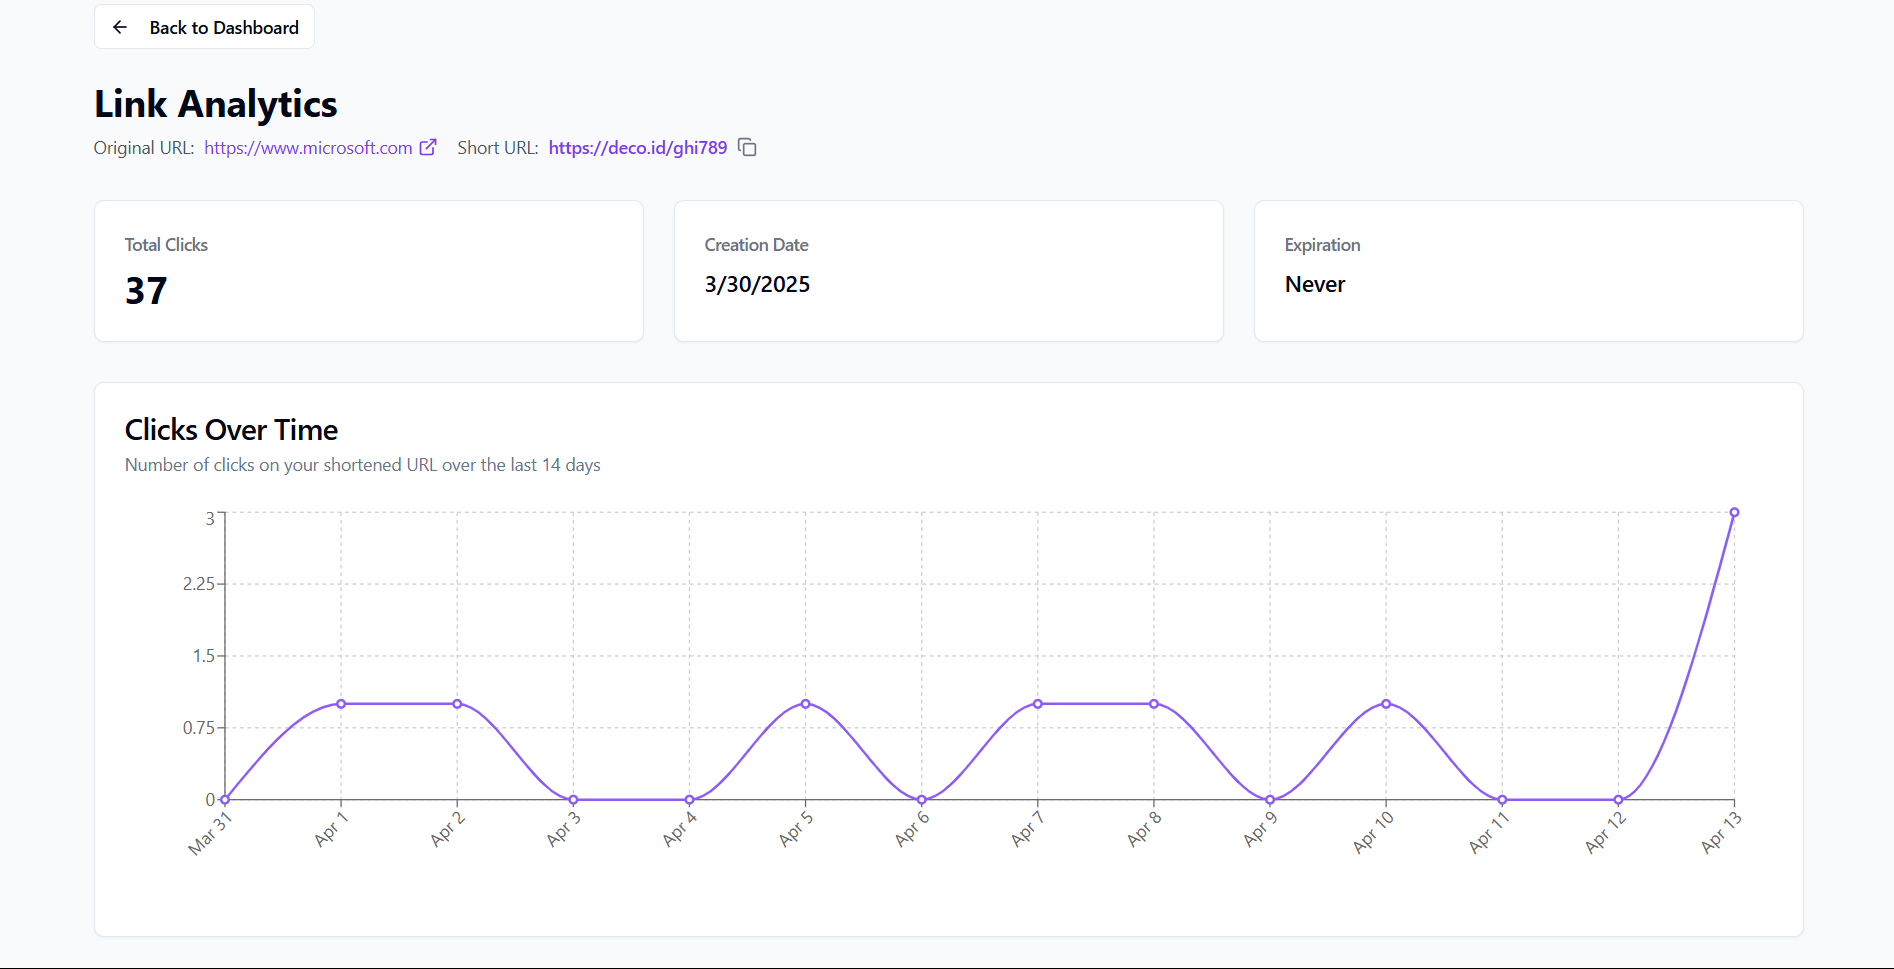 Back to Dashboard
Link Analytics
Original URL: https://www.microsoft.com Short URL: https://deco.id/ghi789
Total Clicks
37
Creation Date
3/30/2025
Expiration
Never
Clicks Over Time
Number of clicks on your shortened URL over the last 14 days
3
2.25
1.5
0.75
0
Mar 31 Apr 1 Apr 2 Apr 3 Apr 4 Apr 5 Apr 6 Apr 7 Apr 8 Apr 9 Apr 10 Apr 11 Apr 12 Apr 13